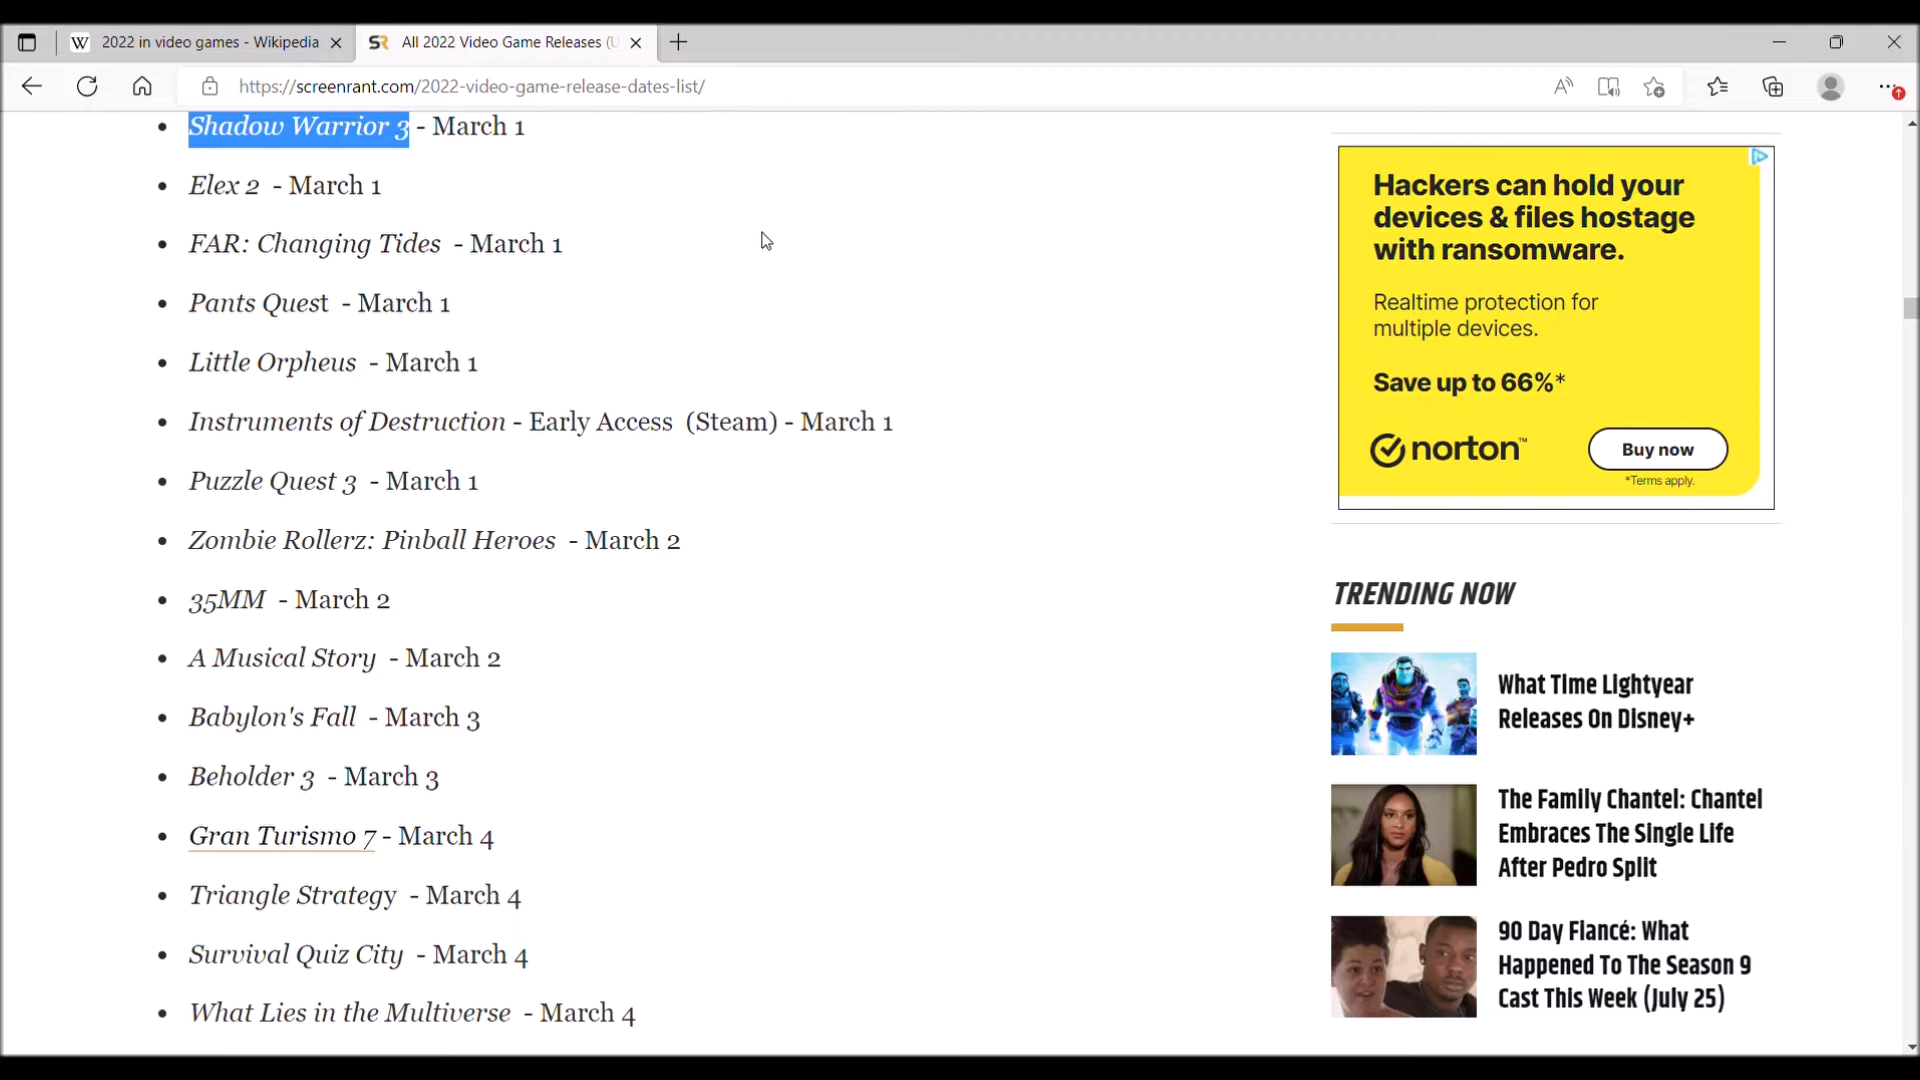 2022 in video games - Wikipedia
SR All 2022 Video Game Releases (U
https://screenrant.com/2022-video-game-release-dates-list/
Shadow Warrior 3 - March 1
Elex 2 - March 1
FAR: Changing Tides - March 1
Pants Quest - March 1
Little Orpheus - March 1
Instruments of Destruction - Early Access (Steam) - March 1
Puzzle Quest 3 - March 1
Zombie Rollerz: Pinball Heroes - March 2
35MM - March 2
A Musical Story - March 2
Babylon's Fall - March 3
Beholder 3 - March 3
Gran Turismo 7 - March 4
Triangle Strategy - March 4
Survival Quiz City - March 4
What Lies in the Multiverse - March 4
Hackers can hold your
devices & files hostage
with ransomware.
Realtime protection for
multiple devices.
Save up to 66%*
norton™
Buy now
*Terms apply.
TRENDING NOW
What Time Lightyear
Releases On Disney+
The Family Chantel: Chantel
Embraces The Single Life
After Pedro Split
90 Day Fiancé: What
Happened To The Season 9
Cast This Week (July 25)